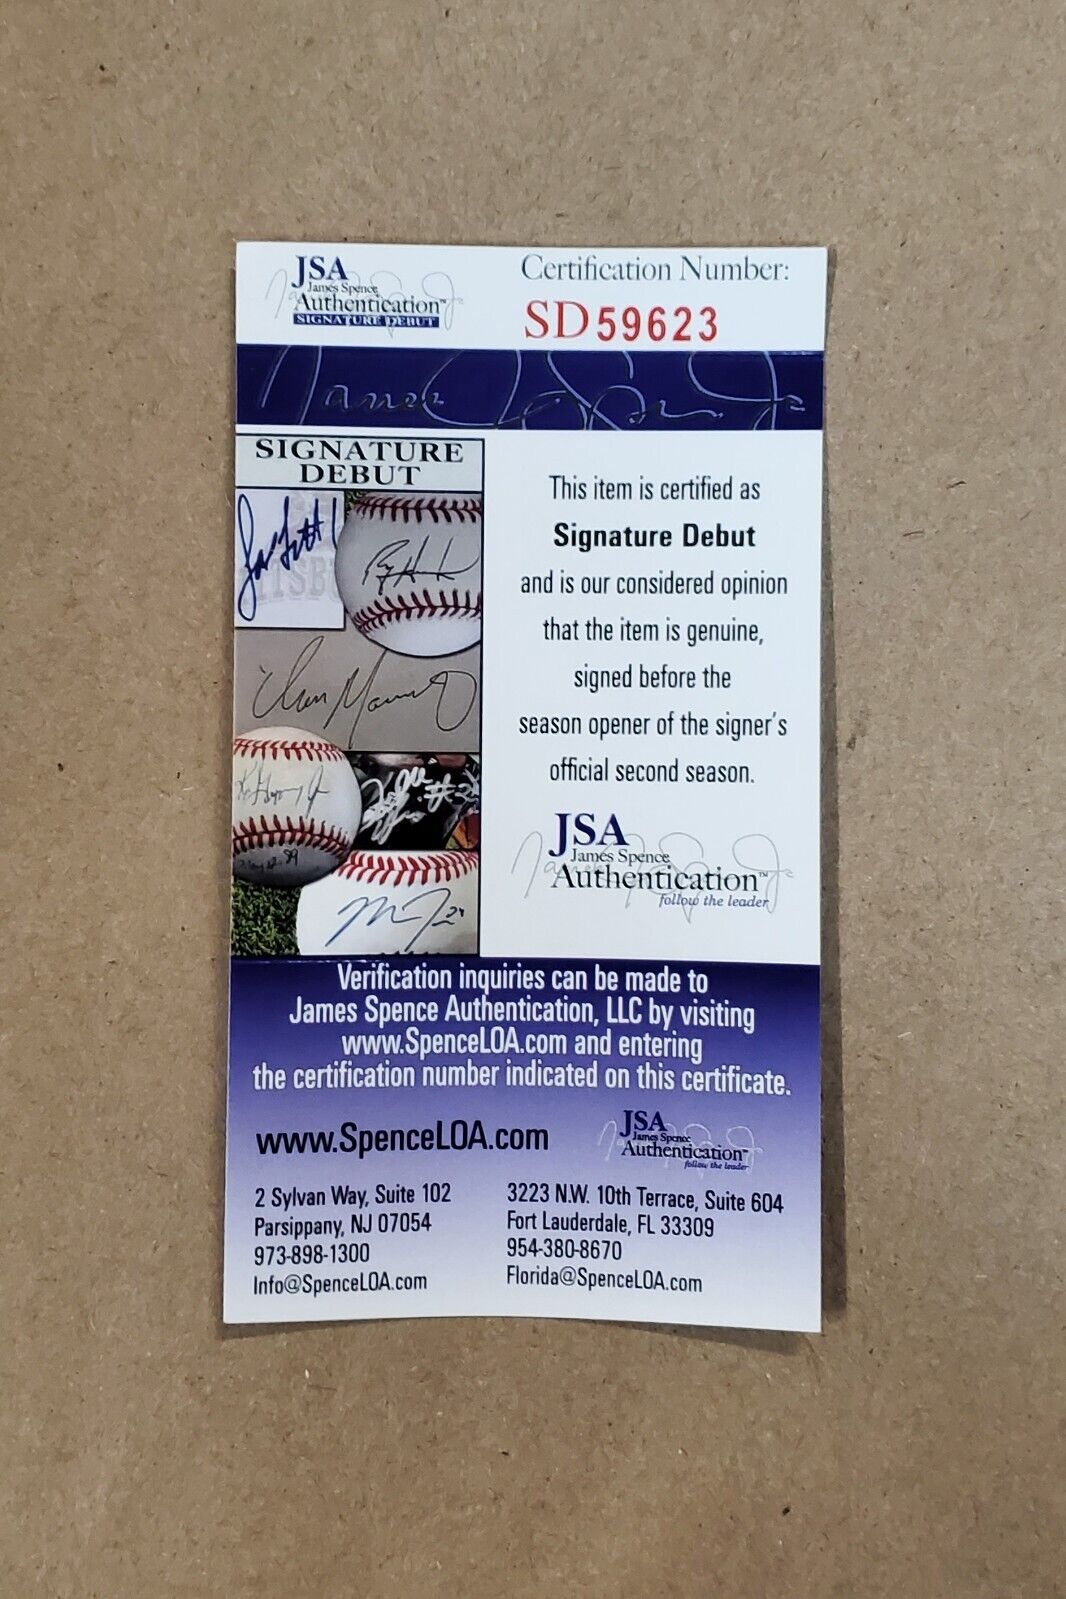 JSA
James Spence
Authentication™
SIGNATURE DEBUT
Certification Number:
SD59623
SIGNATURE
DEBUT
This item is certified as
Signature Debut
and is our considered opinion
that the item is genuine,
signed before the
season opener of the signer's
official second season.
JSA
James Spence
Authentication™
follow the leader
Verification inquiries can be made to
James Spence Authentication, LLC by visiting
www.SpenceLOA.com and entering
the certification number indicated on this certificate.
www.SpenceLOA.com
JSA
James Spence
Authentication™
follow the leader
2 Sylvan Way, Suite 102
Parsippany, NJ 07054
973-898-1300
Info@SpenceLOA.com
3223 N.W. 10th Terrace, Suite 604
Fort Lauderdale, FL 33309
954-380-8670
Florida@SpenceLOA.com